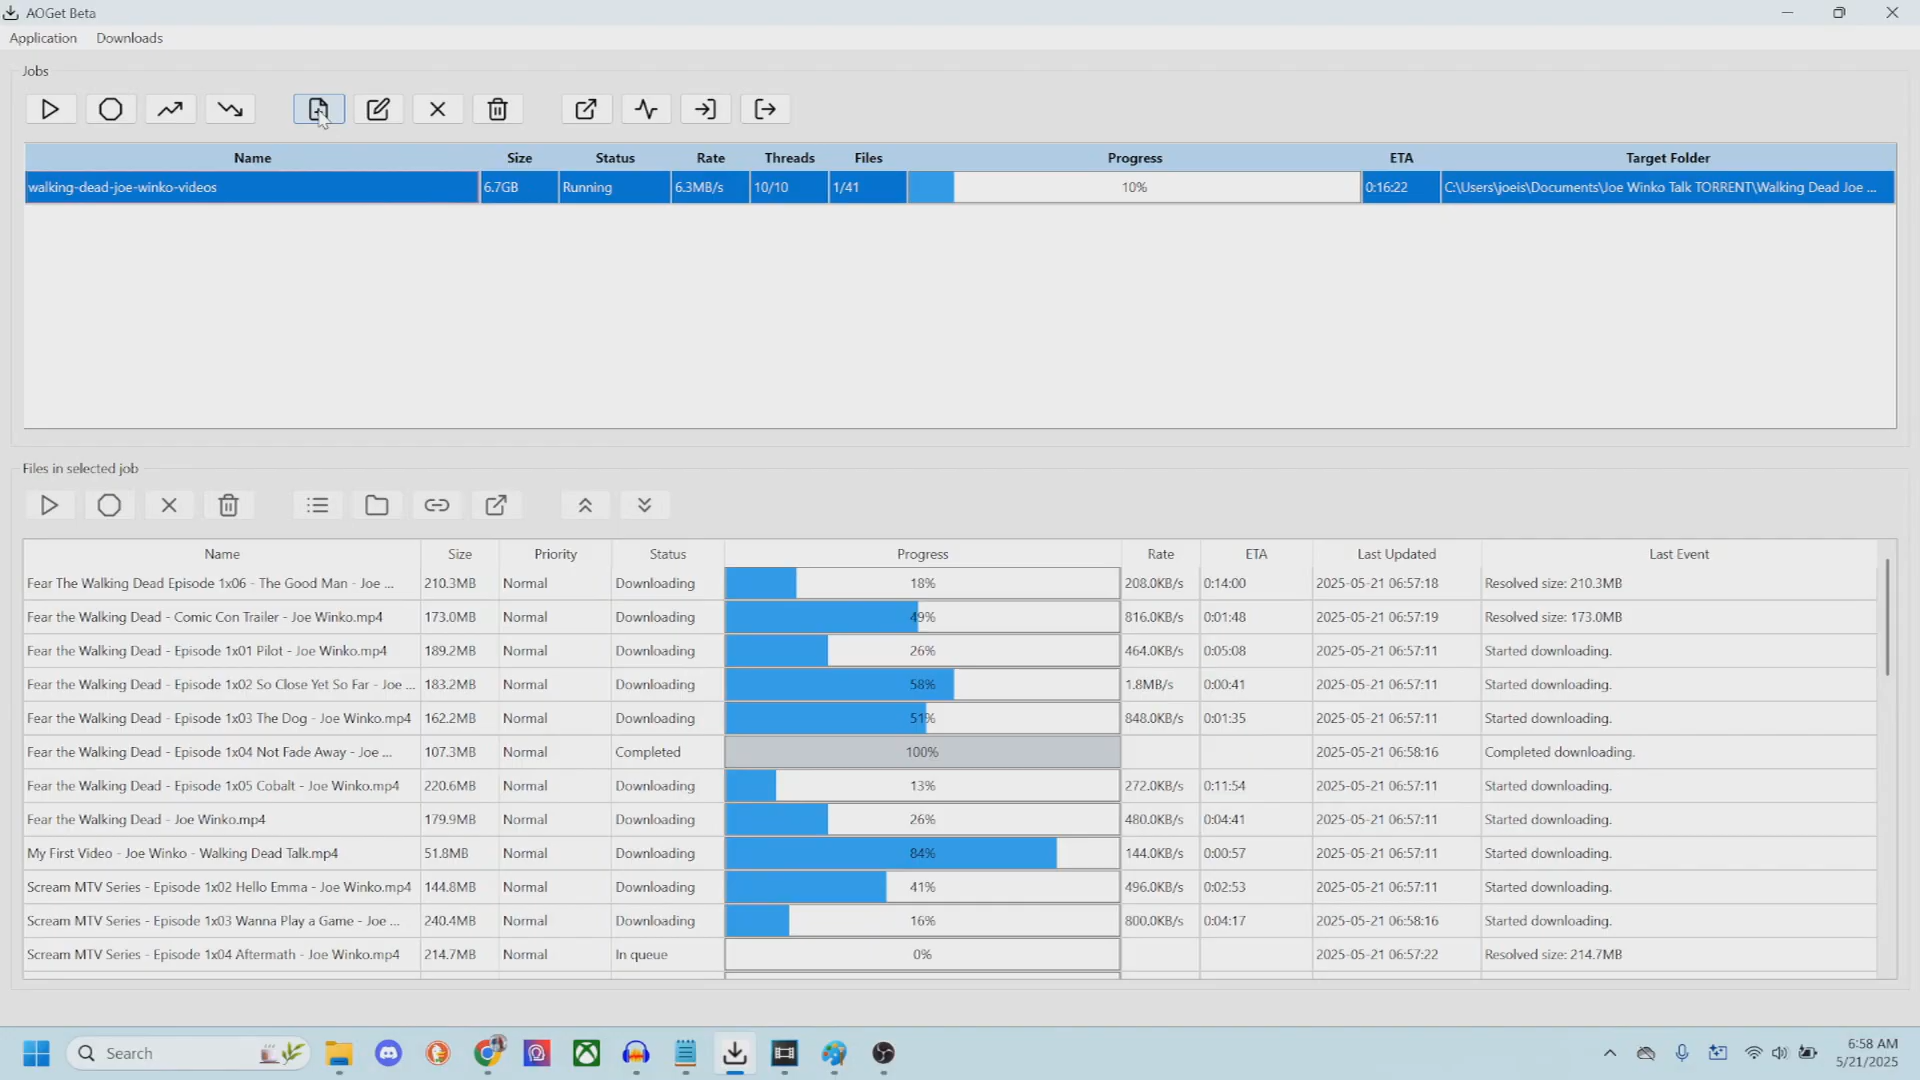 AOGet Beta
Application Downloads
Jobs
Name Size Status Rate Threads Files Progress ETA Target Folder
walking-dead-joe-winko-videos 6.7GB Running 6.3MB/s 10/10 1/41 10% 0:16:22 C:\Users\joeis\Documents\Joe Winko Talk TORRENT\Walking Dead Joe ...
Files in selected job
Name Size Priority Status Progress Rate ETA Last Updated Last Event
Fear The Walking Dead Episode 1x06 - The Good Man - Joe ... 210.3MB Normal Downloading 18% 208.0KB/s 0:14:00 2025-05-21 06:57:18 Resolved size: 210.3MB
Fear the Walking Dead - Comic Con Trailer - Joe Winko.mp4 173.0MB Normal Downloading 49% 816.0KB/s 0:01:48 2025-05-21 06:57:19 Resolved size: 173.0MB
Fear the Walking Dead - Episode 1x01 Pilot - Joe Winko.mp4 189.2MB Normal Downloading 26% 464.0KB/s 0:05:08 2025-05-21 06:57:11 Started downloading.
Fear the Walking Dead - Episode 1x02 So Close Yet So Far - Joe ... 183.2MB Normal Downloading 58% 1.8MB/s 0:00:41 2025-05-21 06:57:11 Started downloading.
Fear the Walking Dead - Episode 1x03 The Dog - Joe Winko.mp4 162.2MB Normal Downloading 51% 848.0KB/s 0:01:35 2025-05-21 06:57:11 Started downloading.
Fear the Walking Dead - Episode 1x04 Not Fade Away - Joe ... 107.3MB Normal Completed 100% 2025-05-21 06:58:16 Completed downloading.
Fear the Walking Dead - Episode 1x05 Cobalt - Joe Winko.mp4 220.6MB Normal Downloading 13% 272.0KB/s 0:11:54 2025-05-21 06:57:11 Started downloading.
Fear the Walking Dead - Joe Winko.mp4 179.9MB Normal Downloading 26% 480.0KB/s 0:04:41 2025-05-21 06:57:11 Started downloading.
My First Video - Joe Winko - Walking Dead Talk.mp4 51.8MB Normal Downloading 84% 144.0KB/s 0:00:57 2025-05-21 06:57:11 Started downloading.
Scream MTV Series - Episode 1x02 Hello Emma - Joe Winko.mp4 144.8MB Normal Downloading 41% 496.0KB/s 0:02:53 2025-05-21 06:57:11 Started downloading.
Scream MTV Series - Episode 1x03 Wanna Play a Game - Joe ... 240.4MB Normal Downloading 16% 800.0KB/s 0:04:17 2025-05-21 06:58:16 Started downloading.
Scream MTV Series - Episode 1x04 Aftermath - Joe Winko.mp4 214.7MB Normal In queue 0% 2025-05-21 06:57:22 Resolved size: 214.7MB
Search
6:58 AM
5/21/2025